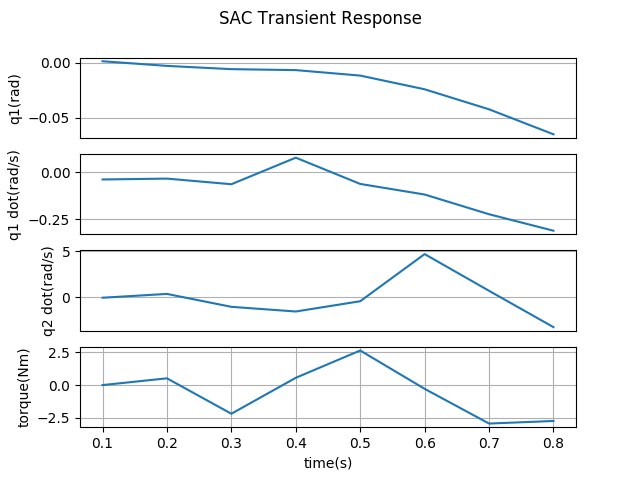 SAC Transient Response
0.00
−0.05
q1(rad)
0.00
−0.25
q1 dot(rad/s)
5
0
q2 dot(rad/s)
2.5
0.0
−2.5
torque(Nm)
0.1 0.2 0.3 0.4 0.5 0.6 0.7 0.8
time(s)